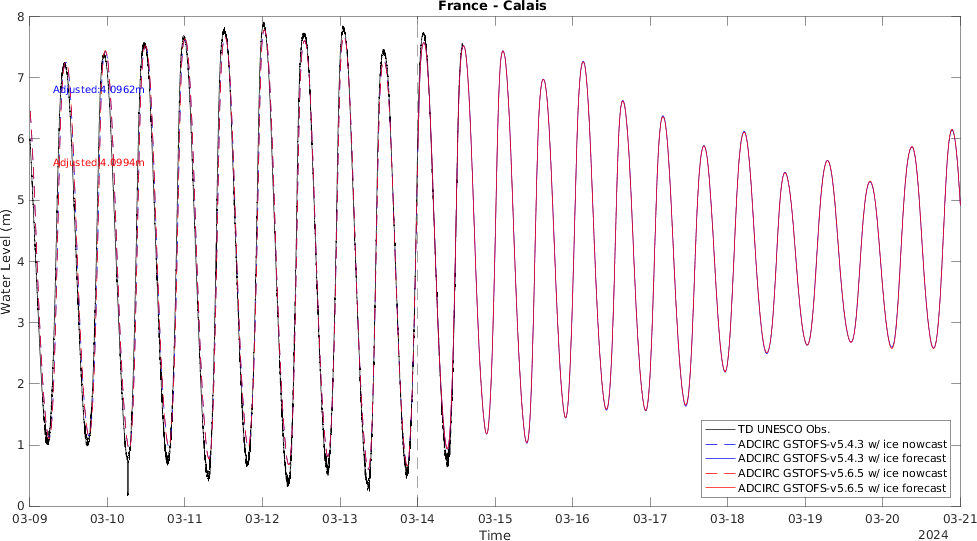 France - Calais
8
7
6
5
4
3
2
1
0
Water Level (m)
Adjusted:4.0962m
Adjusted:4.0994m
TD UNESCO Obs.
ADCIRC GSTOFS-v5.4.3 w/ ice nowcast
ADCIRC GSTOFS-v5.4.3 w/ ice forecast
ADCIRC GSTOFS-v5.6.5 w/ ice nowcast
ADCIRC GSTOFS-v5.6.5 w/ ice forecast
03-09 03-10 03-11 03-12 03-13 03-14 03-15 03-16 03-17 03-18 03-19 03-20 03-21
Time
2024